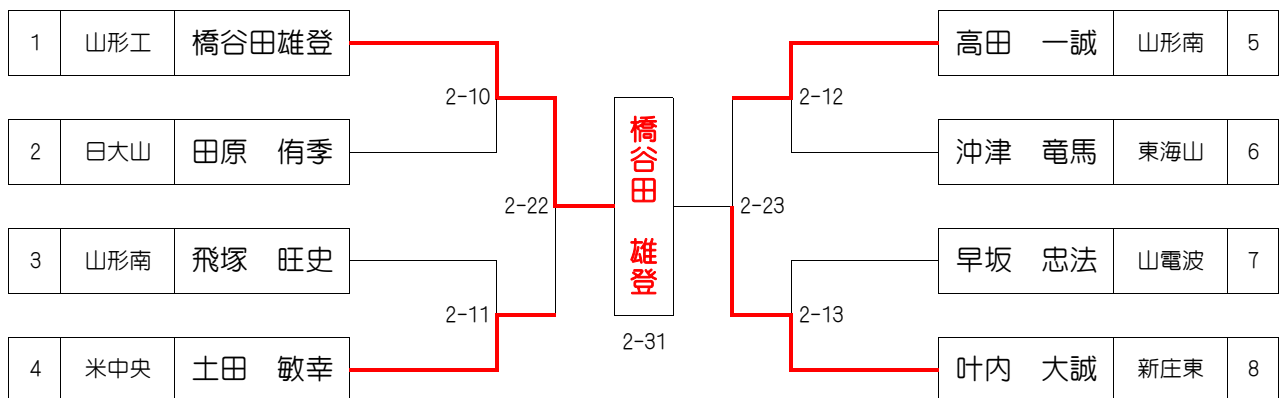 1 山形工 橋谷田雄登
2-10
2 日大山 田原 侑季
2-22
3 山形南 飛塚 旺史
2-11
4 米中央 土田 敏幸
橋谷田 雄登
2-31
高田 一誠 山形南 5
2-12
沖津 竜馬 東海山 6
2-23
早坂 忠法 山電波 7
2-13
叶内 大誠 新庄東 8